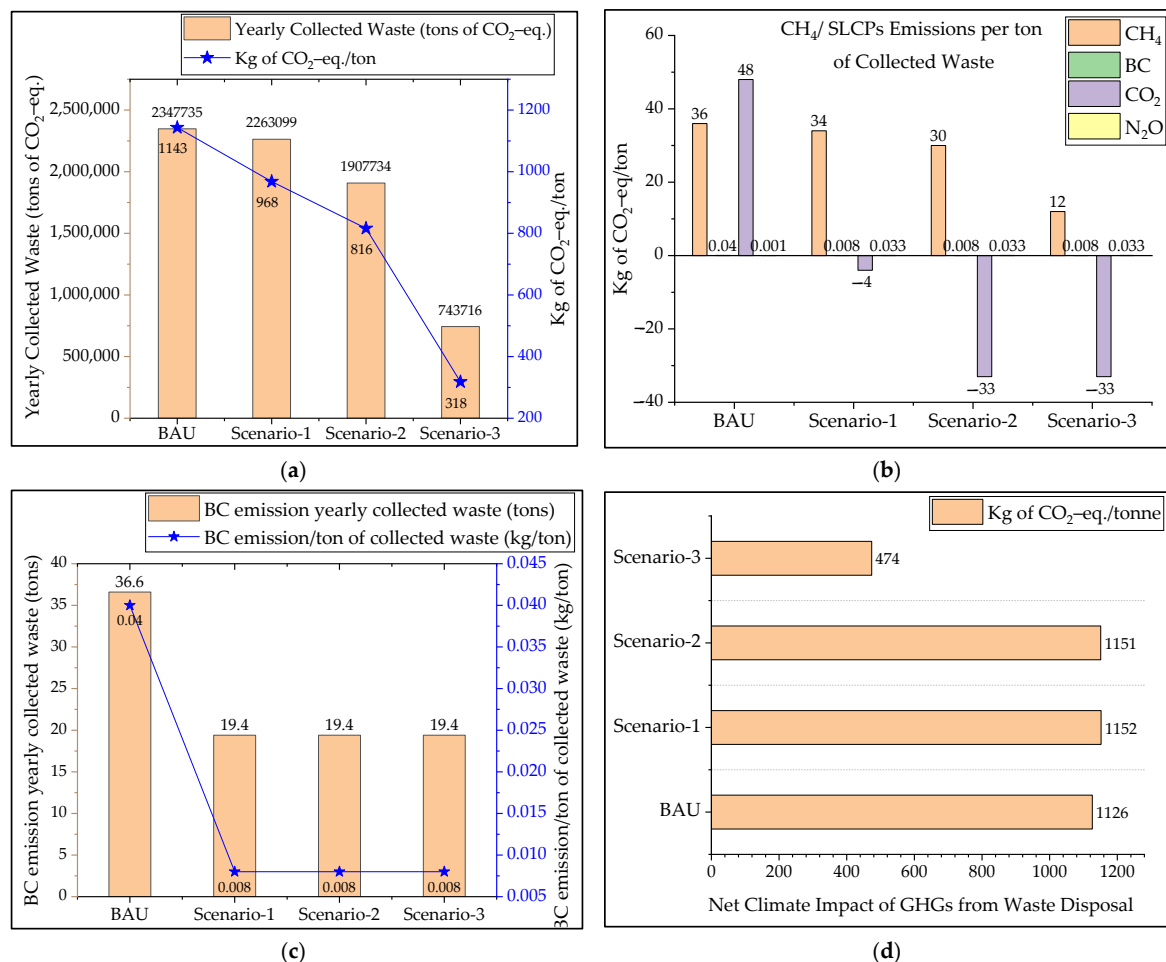 Yearly Collected Waste (tons of CO₂–eq.)
Kg of CO₂–eq./ton
Yearly Collected Waste (tons of CO₂–eq.)
2,500,000
2,000,000
1,500,000
1,000,000
500,000
0
2347735
2263099
1907734
743716
1143
968
816
318
1200
1000
800
600
400
200
Kg of CO₂–eq./ton
BAU Scenario-1 Scenario-2 Scenario-3
(a)
CH₄/ SLCPs Emissions per ton
of Collected Waste
CH₄
BC
CO₂
N₂O
Kg of CO₂–eq/ton
60
40
20
0
−20
−40
36 0.04 48 0.001
34 0.008 −4 0.033
30 0.008 −33 0.033
12 0.008 −33 0.033
BAU Scenario-1 Scenario-2 Scenario-3
(b)
BC emission yearly collected waste (tons)
BC emission/ton of collected waste (kg/ton)
BC emission yearly collected waste (tons)
40
35
30
25
20
15
10
5
0
36.6
19.4
19.4
19.4
0.04
0.008
0.008
0.008
0.045
0.040
0.035
0.030
0.025
0.020
0.015
0.010
0.005
BC emission/ton of collected waste (kg/ton)
BAU Scenario-1 Scenario-2 Scenario-3
(c)
Kg of CO₂–eq./tonne
Scenario-3
474
Scenario-2
1151
Scenario-1
1152
BAU
1126
0 200 400 600 800 1000 1200
Net Climate Impact of GHGs from Waste Disposal
(d)